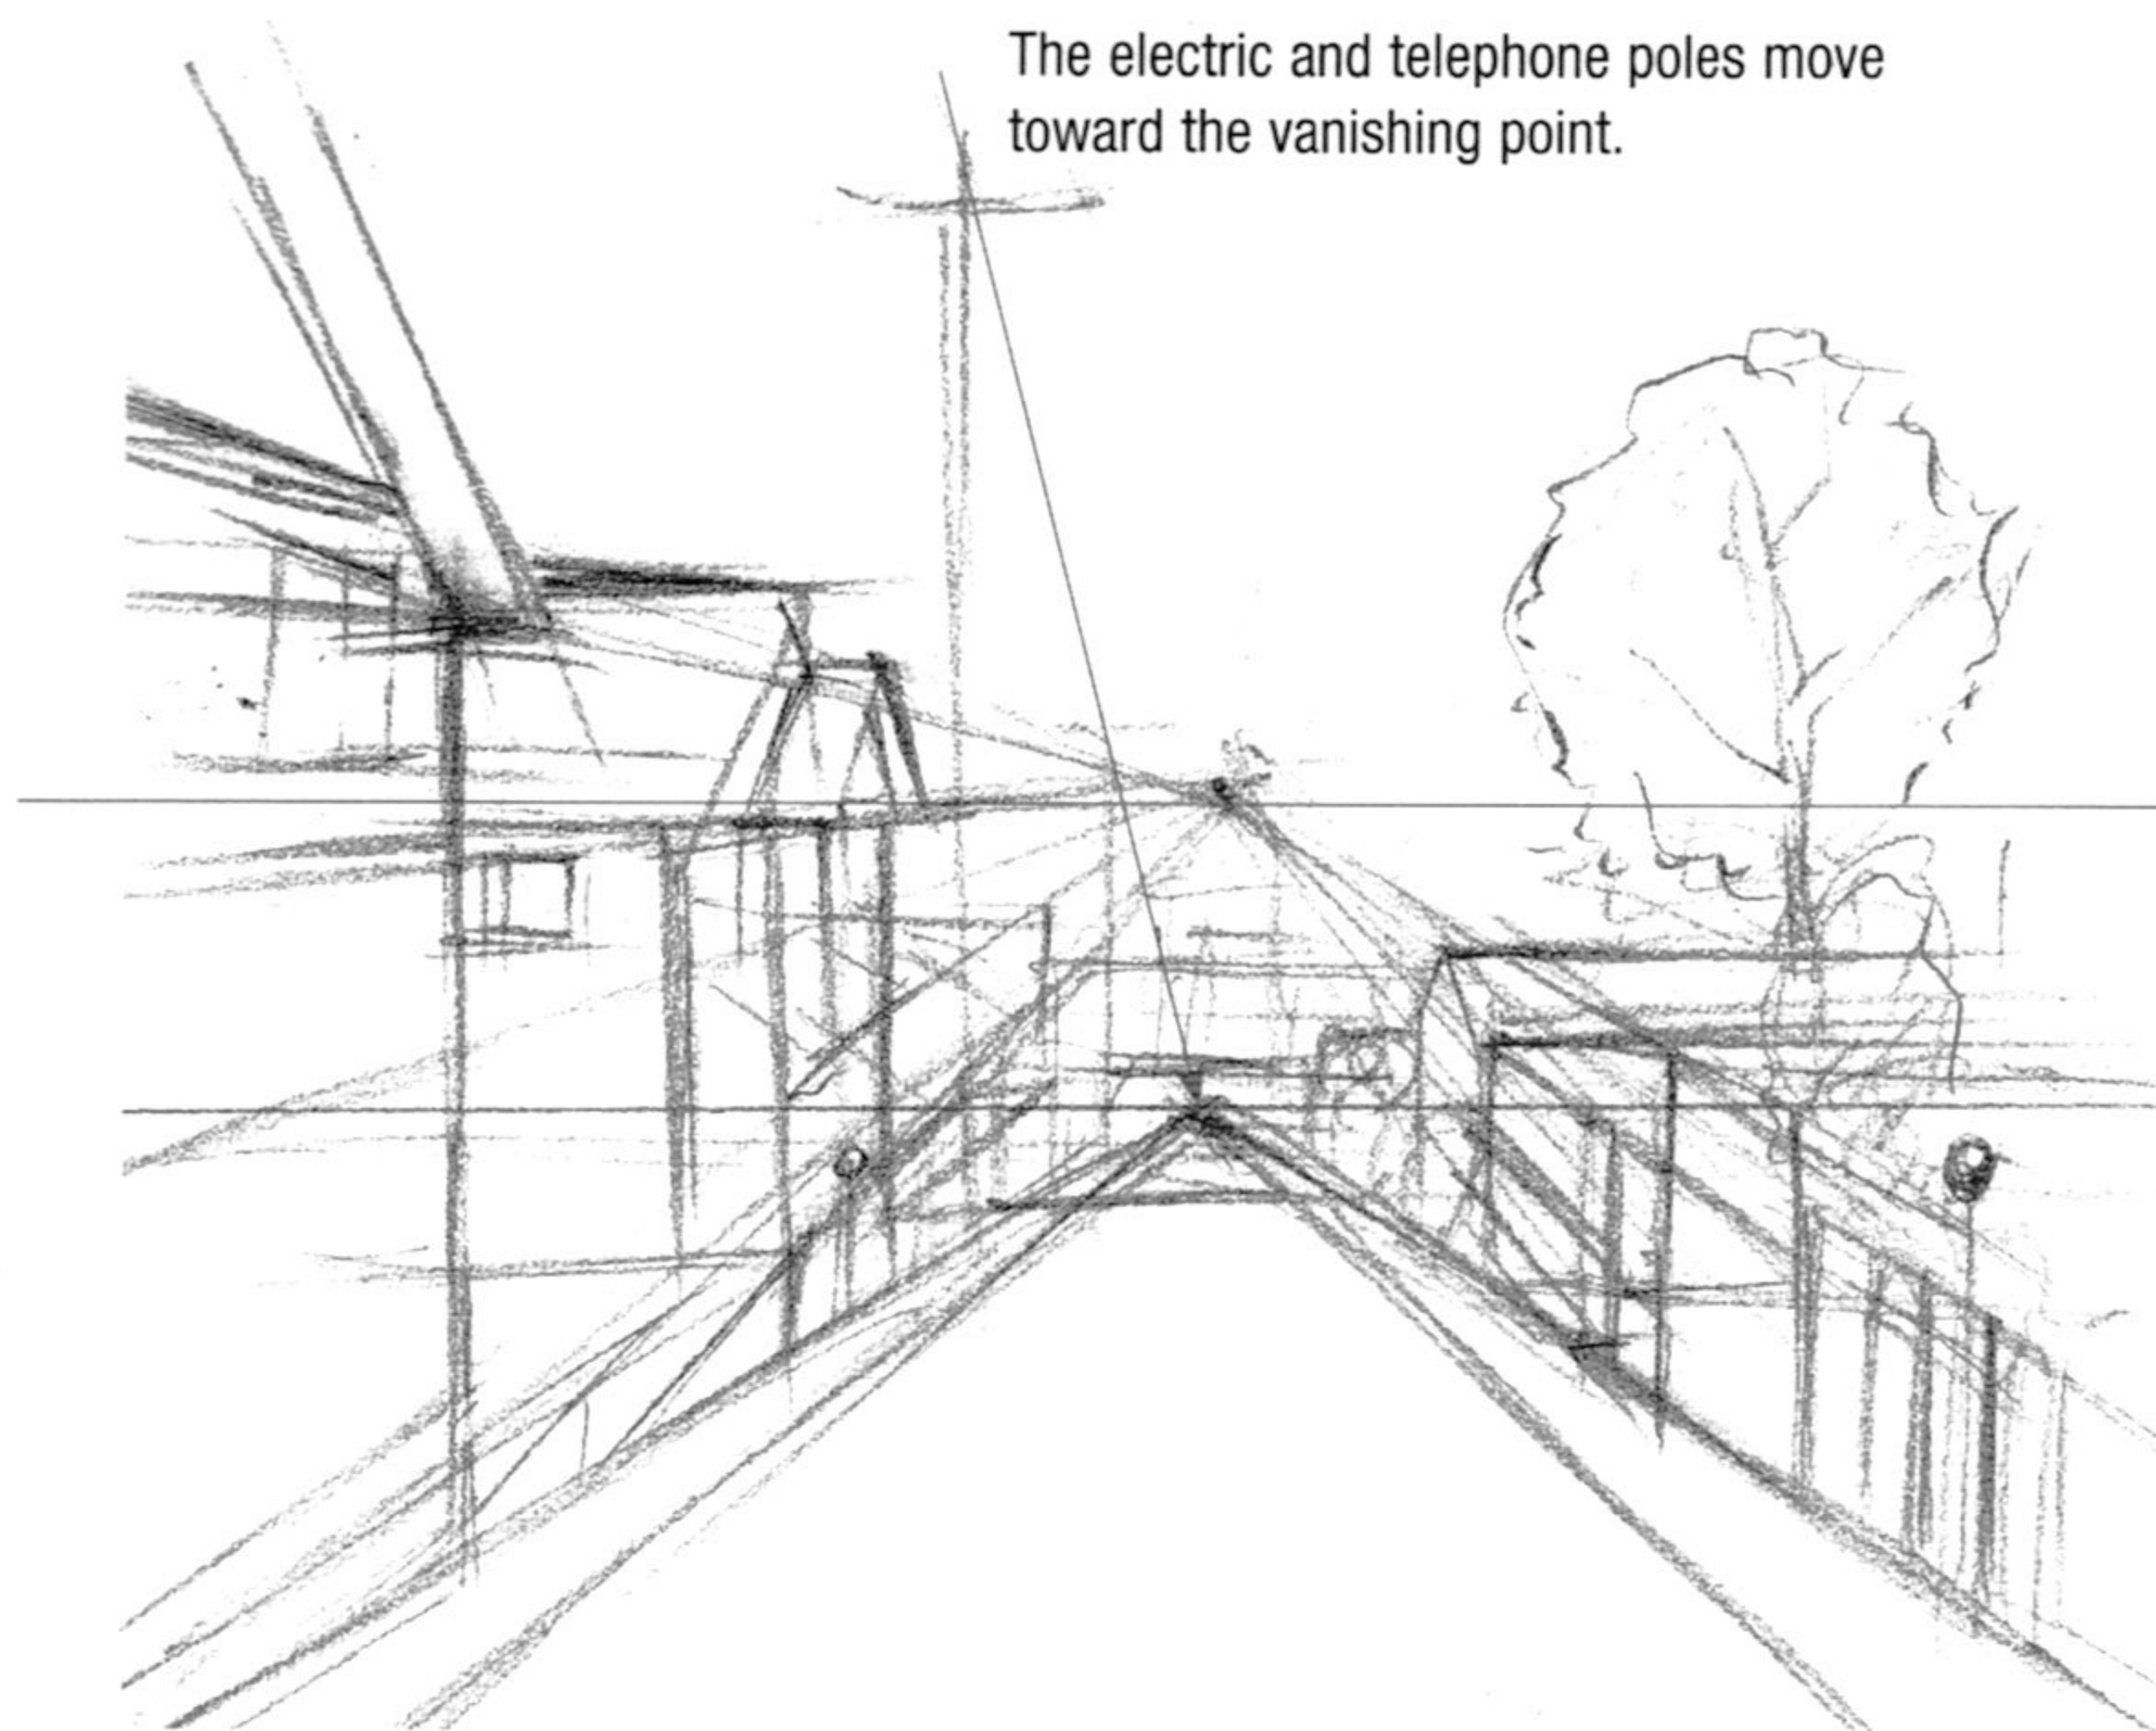 The electric and telephone poles move
toward the vanishing point.